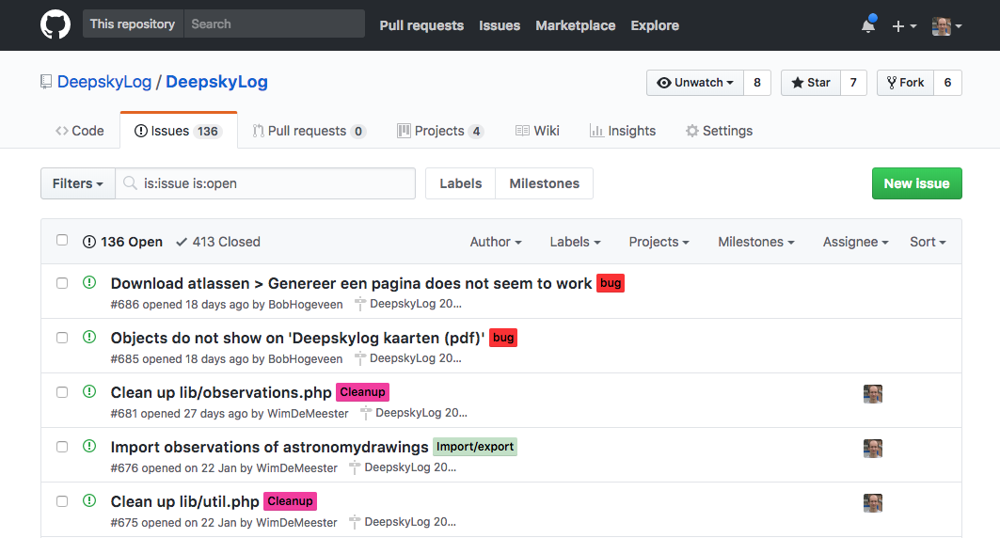 This repository Search Pull requests Issues Marketplace Explore
DeepskyLog / DeepskyLog Unwatch 8 Star 7 Fork 6
Code Issues 136 Pull requests 0 Projects 4 Wiki Insights Settings
Filters is:issue is:open Labels Milestones New issue
136 Open 413 Closed Author Labels Projects Milestones Assignee Sort
Download atlassen > Genereer een pagina does not seem to work bug
#686 opened 18 days ago by BobHogeveen DeepskyLog 20...
Objects do not show on 'Deepskylog kaarten (pdf)' bug
#685 opened 18 days ago by BobHogeveen DeepskyLog 20...
Clean up lib/observations.php Cleanup
#681 opened 27 days ago by WimDeMeester DeepskyLog 20...
Import observations of astronomydrawings Import/export
#676 opened on 22 Jan by WimDeMeester DeepskyLog 20...
Clean up lib/util.php Cleanup
#675 opened on 22 Jan by WimDeMeester DeepskyLog 20...